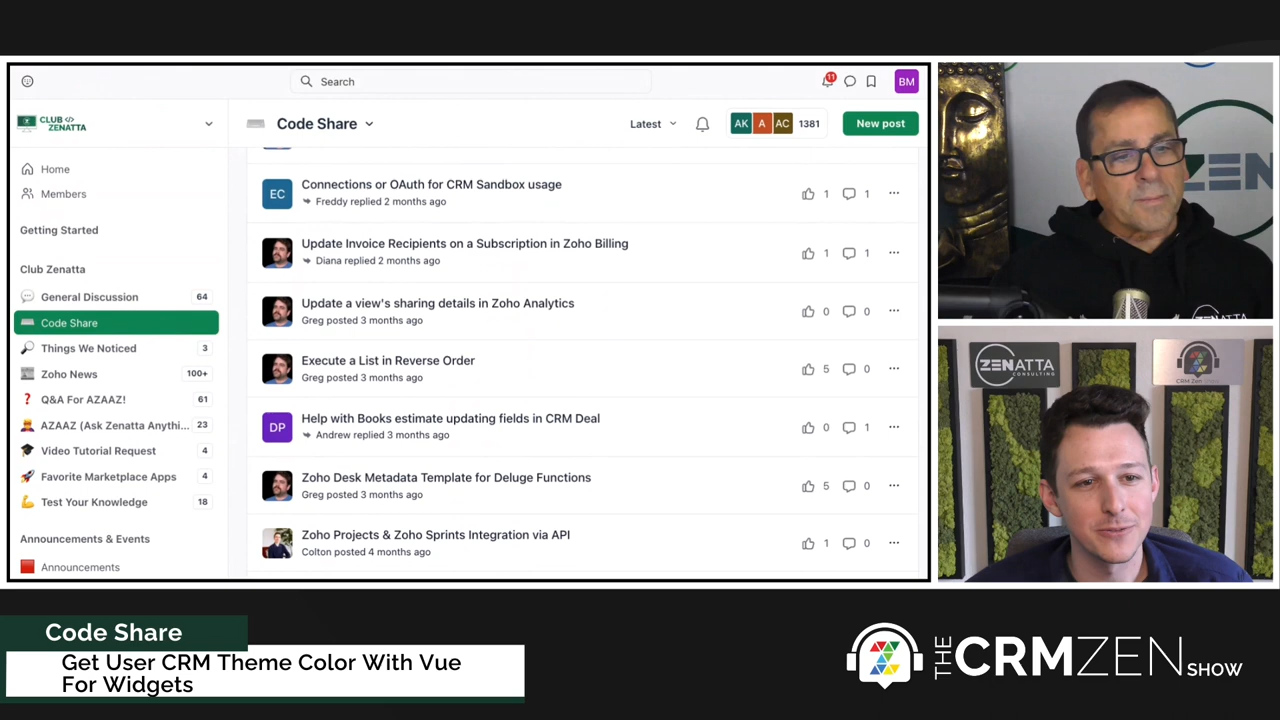 Search
11
BM
CLUB
ZENATTA
Code Share
Latest
AK
A
AC
1381
New post
Home
Members
Getting Started
Club Zenatta
General Discussion
64
Code Share
Things We Noticed
3
Zoho News
100+
Q&A For AZAAZ!
61
AZAAZ (Ask Zenatta Anythi...
23
Video Tutorial Request
4
Favorite Marketplace Apps
4
Test Your Knowledge
18
Announcements & Events
Announcements
EC
Connections or OAuth for CRM Sandbox usage
Freddy replied 2 months ago
1
1
Update Invoice Recipients on a Subscription in Zoho Billing
Diana replied 2 months ago
1
1
Update a view's sharing details in Zoho Analytics
Greg posted 3 months ago
0
0
Execute a List in Reverse Order
Greg posted 3 months ago
5
0
DP
Help with Books estimate updating fields in CRM Deal
Andrew replied 3 months ago
0
1
Zoho Desk Metadata Template for Deluge Functions
Greg posted 3 months ago
5
0
Zoho Projects & Zoho Sprints Integration via API
Colton posted 4 months ago
1
0
ZEN
ZENATTA
CONSULTING
Code Share
Get User CRM Theme Color With Vue
For Widgets
THE CRMZEN SHOW